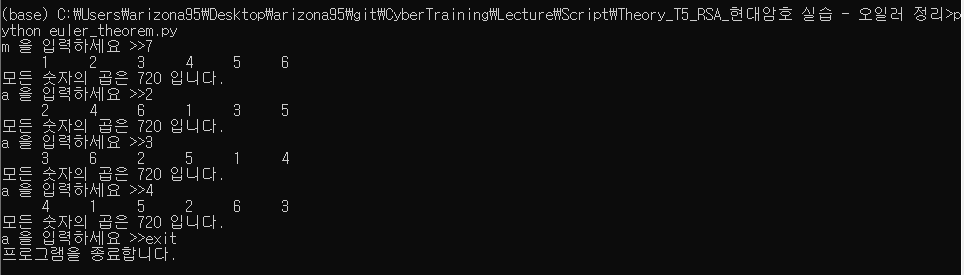 (base) C:\Users\arizona95\Desktop\arizona95\git\CyberTraining\Lecture\Script\Theory_T5_RSA_현대암호 실습 - 오일러 정리>p
ython euler_theorem.py
m 을 입력하세요 >>7
1 2 3 4 5 6
모든 숫자의 곱은 720 입니다.
a 을 입력하세요 >>2
2 4 6 1 3 5
모든 숫자의 곱은 720 입니다.
a 을 입력하세요 >>3
3 6 2 5 1 4
모든 숫자의 곱은 720 입니다.
a 을 입력하세요 >>4
4 1 5 2 6 3
모든 숫자의 곱은 720 입니다.
a 을 입력하세요 >>exit
프로그램을 종료합니다.